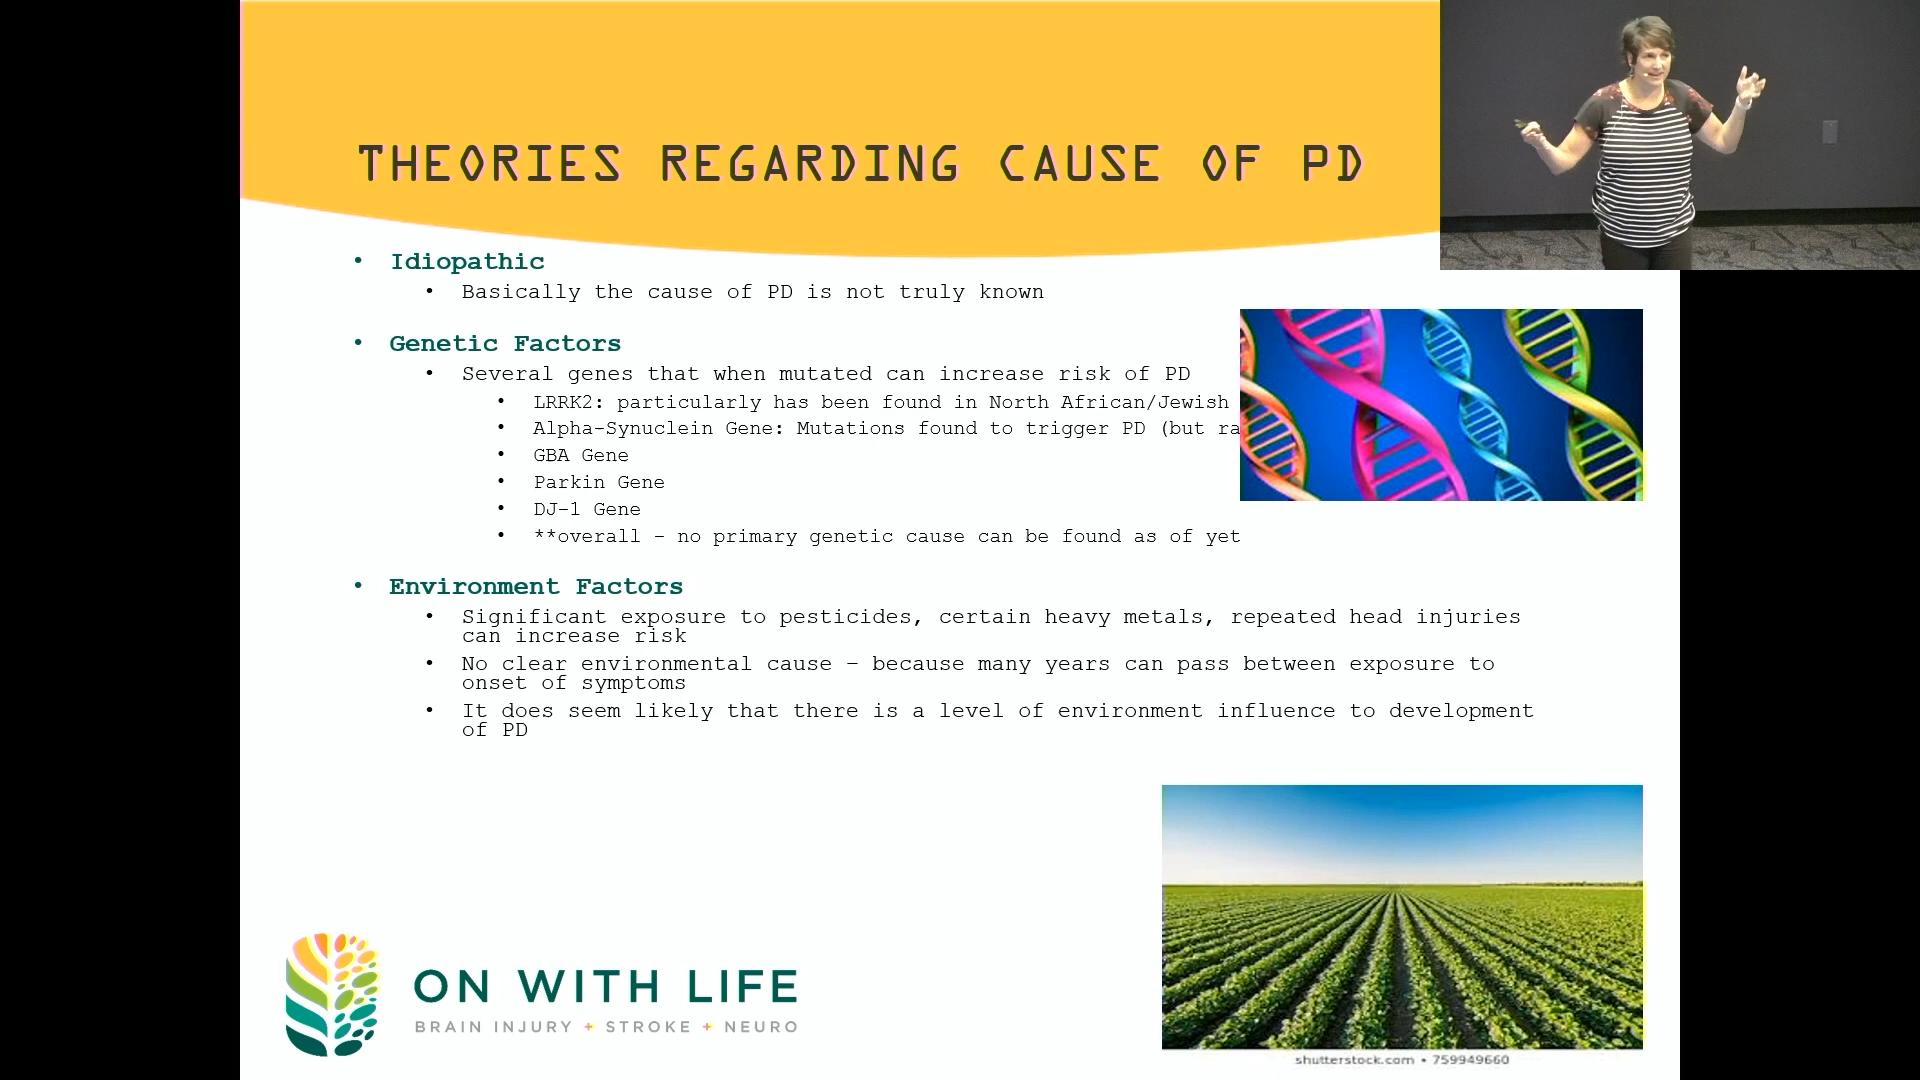 THEORIES REGARDING CAUSE OF PD
• Idiopathic
• Basically the cause of PD is not truly known
• Genetic Factors
• Several genes that when mutated can increase risk of PD
• LRRK2: particularly has been found in North African/Jewish
• Alpha-Synuclein Gene: Mutations found to trigger PD (but ra
• GBA Gene
• Parkin Gene
• DJ-1 Gene
• **overall – no primary genetic cause can be found as of yet
• Environment Factors
• Significant exposure to pesticides, certain heavy metals, repeated head injuries
can increase risk
• No clear environmental cause – because many years can pass between exposure to
onset of symptoms
• It does seem likely that there is a level of environment influence to development
of PD
ON WITH LIFE
BRAIN INJURY + STROKE + NEURO
shutterstock.com • 759949660